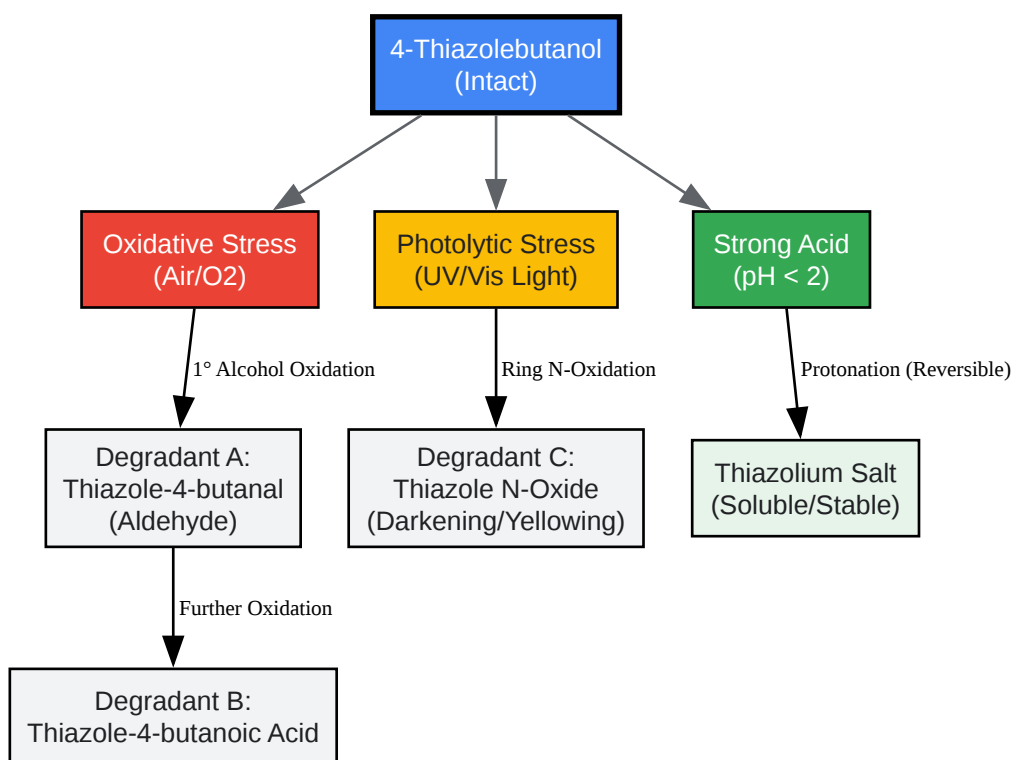 4-Thiazolebutanol
(Intact)
Oxidative Stress
(Air/O2)
Photolytic Stress
(UV/Vis Light)
Strong Acid
(pH < 2)
1° Alcohol Oxidation
Ring N-Oxidation
Protonation (Reversible)
Degradant A:
Thiazole-4-butanal
(Aldehyde)
Degradant C:
Thiazole N-Oxide
(Darkening/Yellowing)
Thiazolium Salt
(Soluble/Stable)
Further Oxidation
Degradant B:
Thiazole-4-butanoic Acid